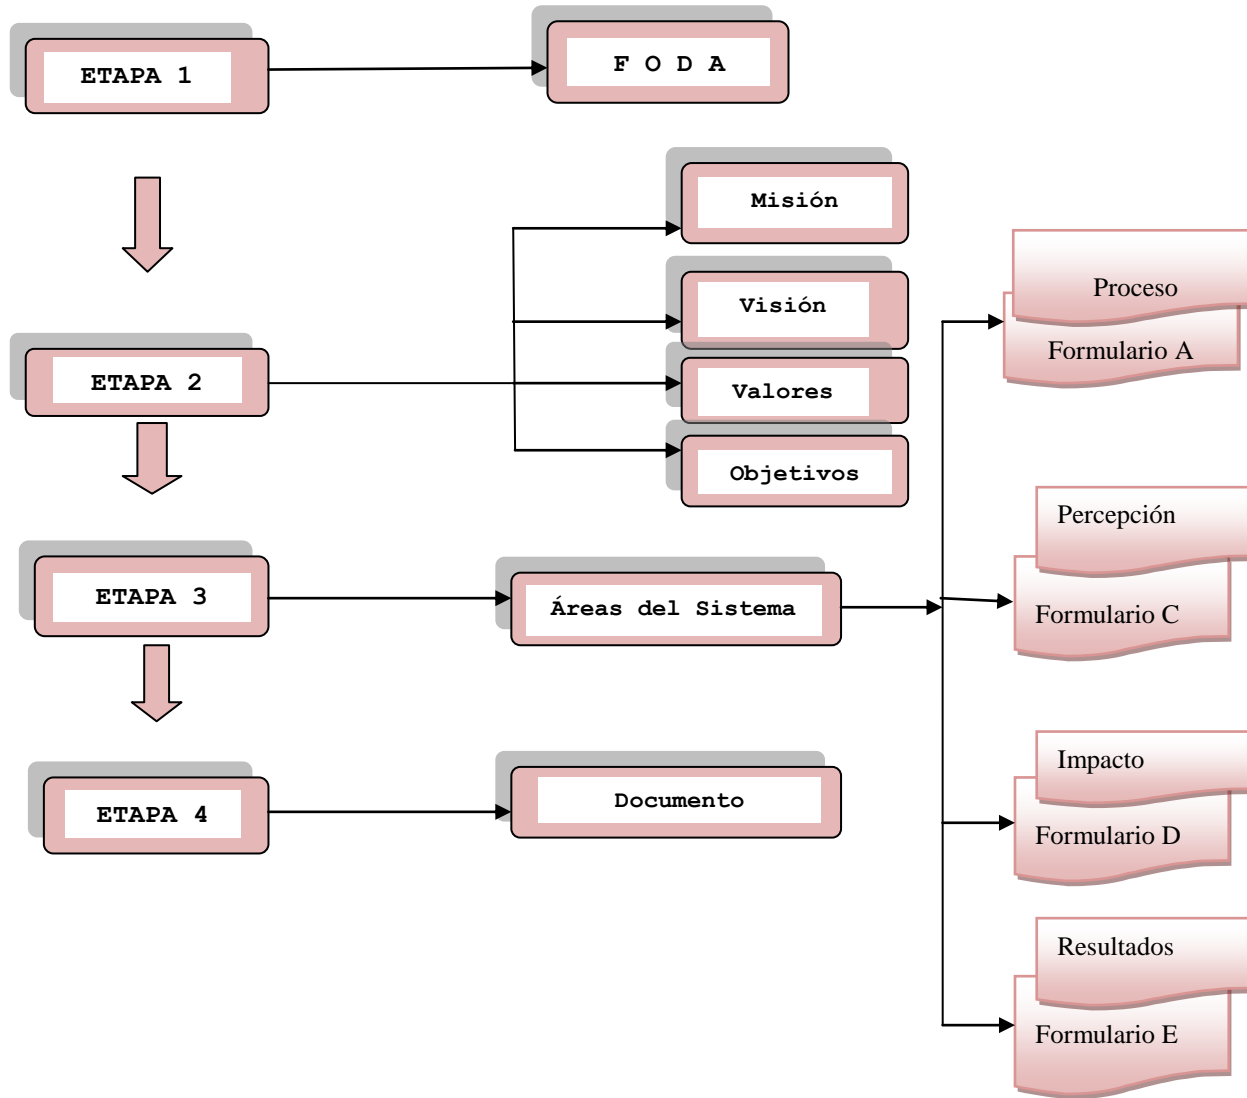 ETAPA 1
F O D A
Misión
Visión
ETAPA 2
Valores
Objetivos
Proceso
Formulario A
Percepción
Formulario C
ETAPA 3
Áreas del Sistema
Impacto
Formulario D
ETAPA 4
Documento
Resultados
Formulario E